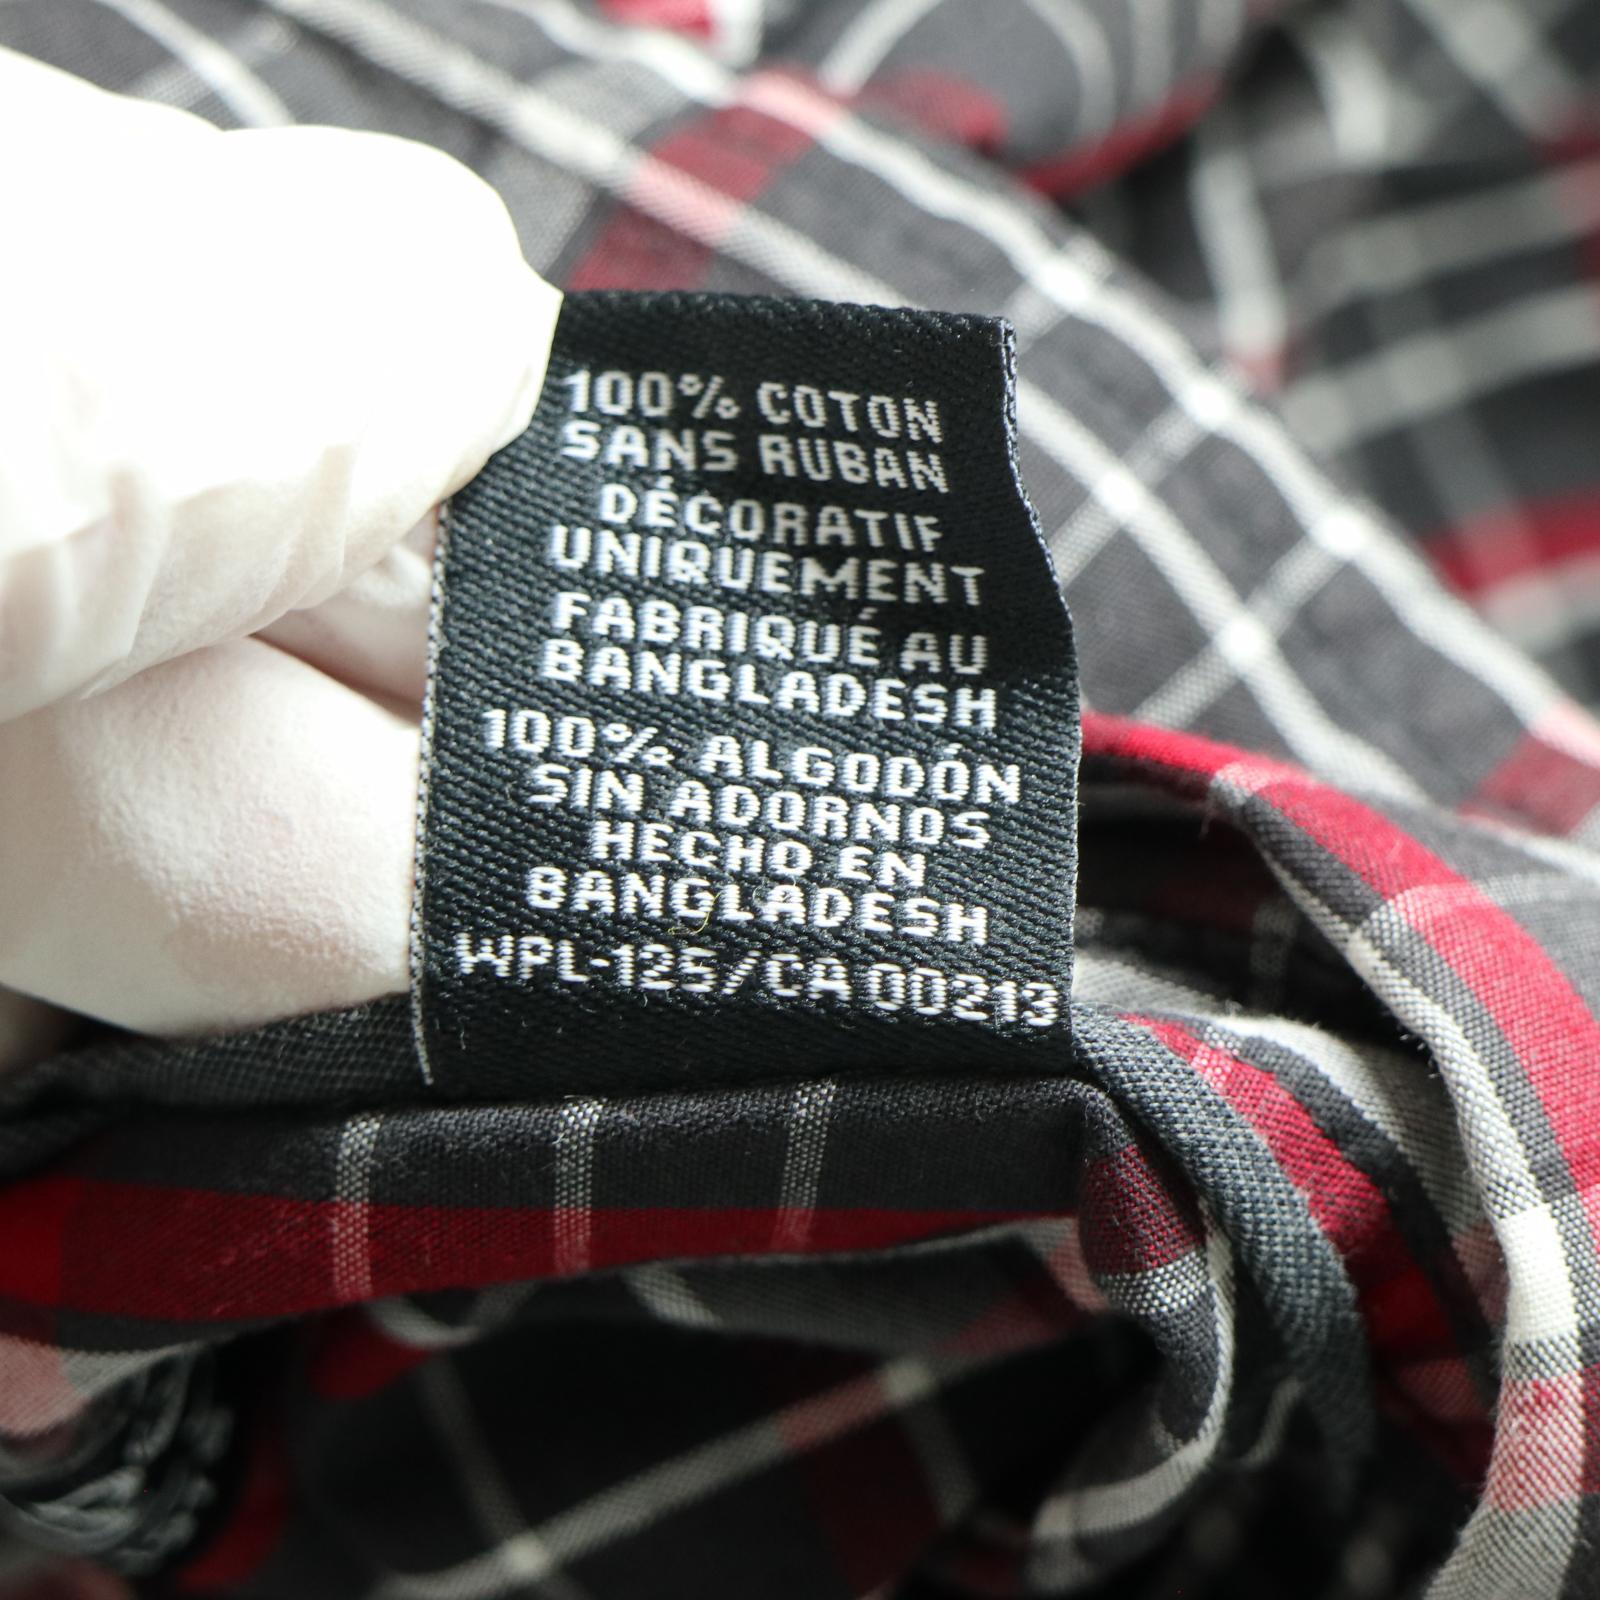 100% COTON
SANS RUBAN
DÉCORATIF
UNIQUEMENT
FABRIQUÉ AU
BANGLADESH
100% ALGODÓN
SIN ADORNOS
HECHO EN
BANGLADESH
WPL-125/CA 00213